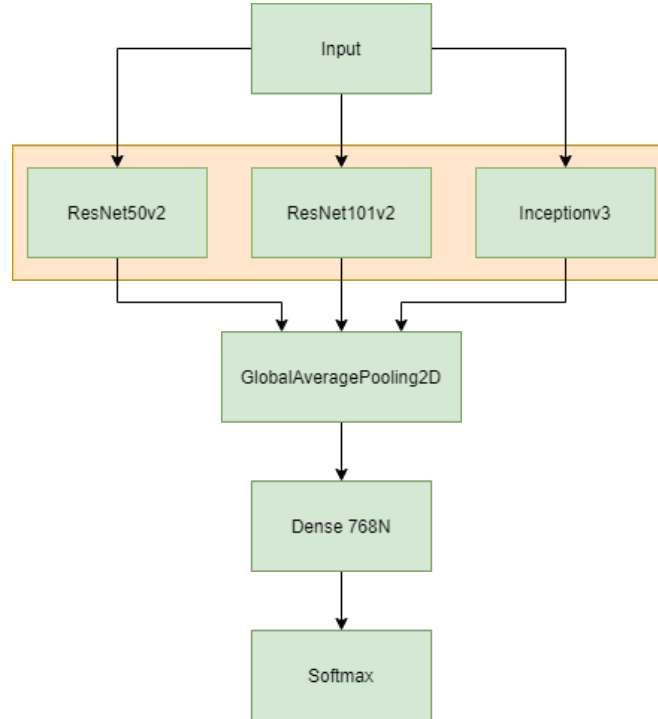 Input
ResNet50v2
ResNet101v2
Inceptionv3
GlobalAveragePooling2D
Dense 768N
Softmax